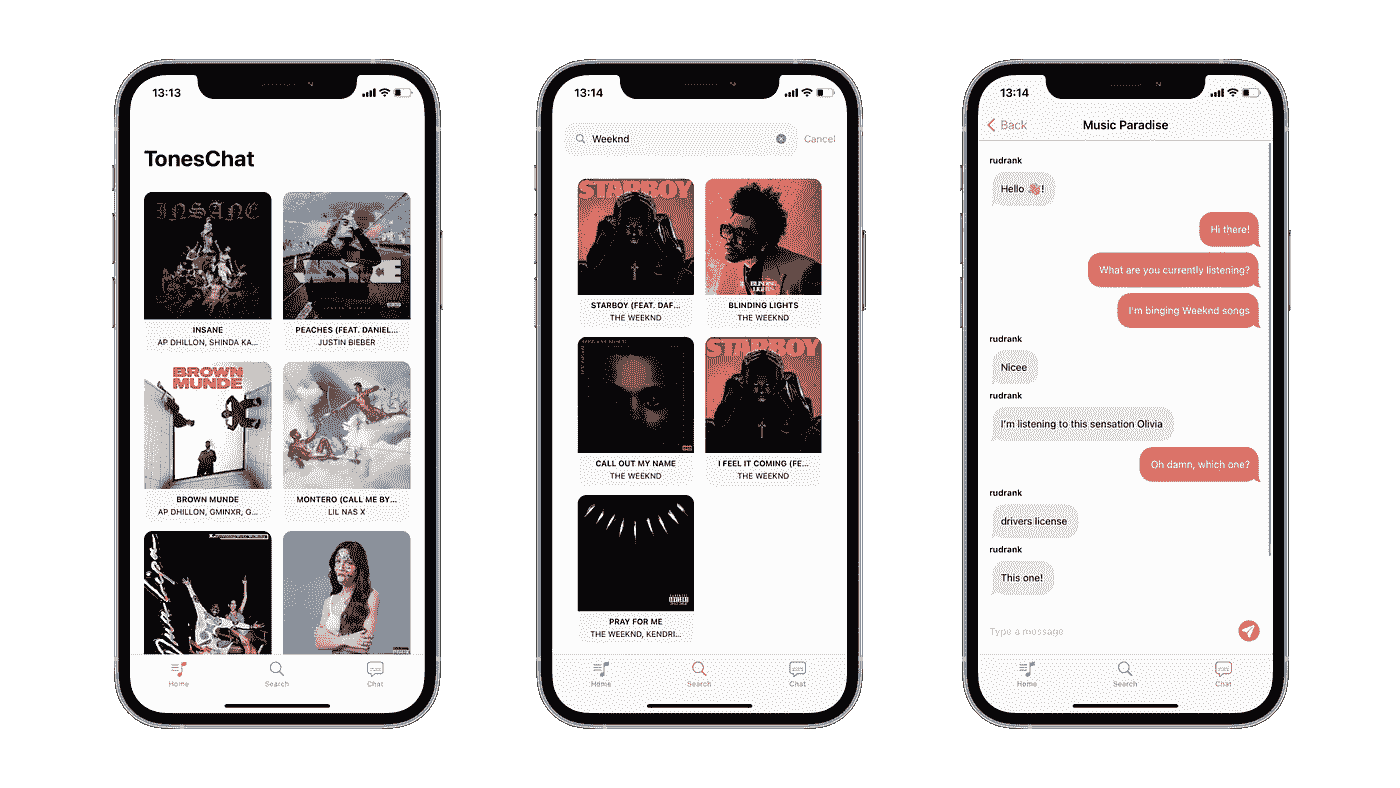 13:13
TonesChat
INSANE
INSANE
AP DHILLON, SHINDA KA...
JUSTICE
PEACHES (FEAT. DANIEL...
JUSTIN BIEBER
BROWN
MUNDE
BROWN MUNDE
AP DHILLON, GMINXR, G...
MONTERO (CALL ME BY...
LIL NAS X
Dua Lipa
Home
Search
Chat
13:14
Weeknd
Cancel
STARBOY
STARBOY (FEAT. DAF...
THE WEEKND
BLINDING
LIGHTS
BLINDING LIGHTS
THE WEEKND
CALL OUT MY NAME
THE WEEKND
STARBOY
I FEEL IT COMING (FE...
THE WEEKND
PRAY FOR ME
THE WEEKND, KENDRI...
Home
Search
Chat
13:14
Back
Music Paradise
rudrank
Hello !
Hi there!
What are you currently listening?
I'm binging Weeknd songs
rudrank
Nicee
rudrank
I'm listening to this sensation Olivia
Oh damn, which one?
rudrank
drivers license
rudrank
This one!
Type a message
Home
Search
Chat